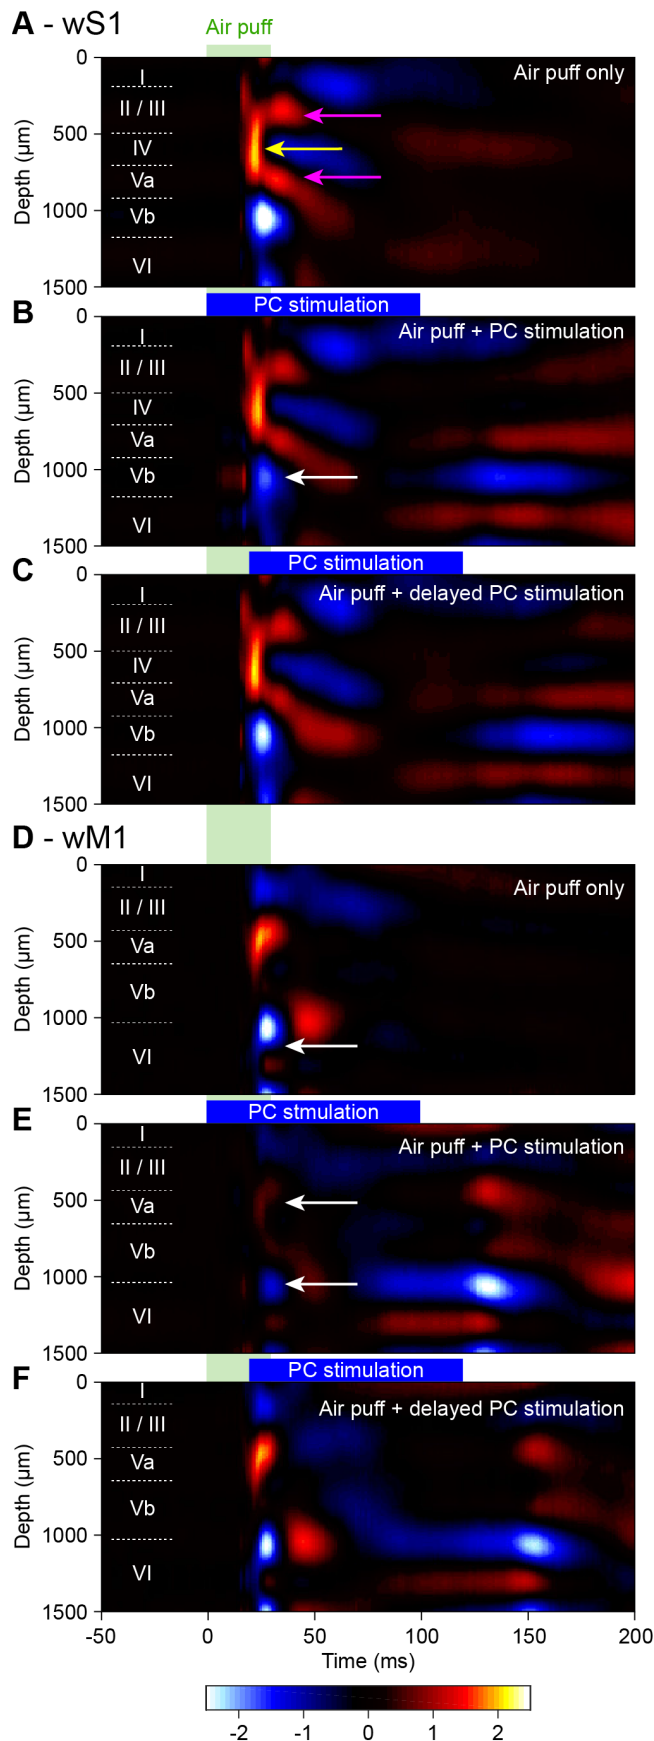 A - wS1
Air puff
0
Air puff only
I
II / III
500
IV
Depth (µm)
Va
1000
Vb
VI
1500
PC stimulation
B
0
Air puff + PC stimulation
I
II / III
500
IV
Depth (µm)
Va
1000
Vb
VI
1500
PC stimulation
C
0
Air puff + delayed PC stimulation
I
II / III
500
IV
Depth (µm)
Va
1000
Vb
VI
1500
D - wM1
0
Air puff only
I
II / III
500
Va
Depth (µm)
Vb
1000
VI
1500
PC stmulation
E
0
Air puff + PC stimulation
I
II / III
500
Va
Depth (µm)
Vb
1000
VI
1500
PC stimulation
F
0
Air puff + delayed PC stimulation
I
II / III
500
Va
Depth (µm)
Vb
1000
VI
1500
-50 0 50 100 150 200
Time (ms)
-2 -1 0 1 2